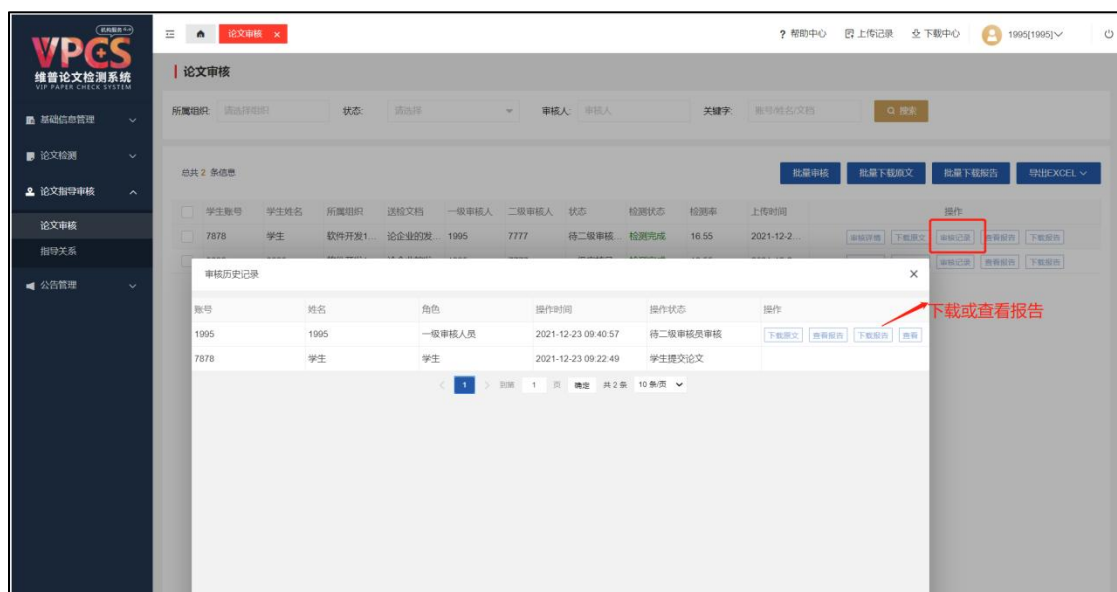 机构服务
VPCS
维普论文检测系统
VIP PAPER CHECK SYSTEM
论文审核 ×
? 帮助中心 上传记录 下载中心 1995[1995]
论文审核
所属组织: 请选择组织 状态: 请选择 审核人: 审核人 关键字: 账号/姓名/文档 搜索
基础信息管理
论文检测
论文指导审核
论文审核
指导关系
公告管理
总共 2 条信息
批量审核 批量下载原文 批量下载报告 导出EXCEL
学生账号 学生姓名 所属组织 送检文档 一级审核人 二级审核人 状态 检测状态 检测率 上传时间 操作
7878 学生 软件开发1... 论企业的发... 1995 7777 待二级审核... 检测完成 16.55 2021-12-2... 审核详情 下载原文 审核记录 查看报告 下载报告
审核记录 查看报告 下载报告
审核历史记录 ×
账号 姓名 角色 操作时间 操作状态 操作
1995 1995 一级审核人员 2021-12-23 09:40:57 待二级审核员审核 下载原文 查看报告 下载报告 查看
7878 学生 学生 2021-12-23 09:22:49 学生提交论文
< 1 > 到第 1 页 确定 共 2 条 10 条/页
下载或查看报告